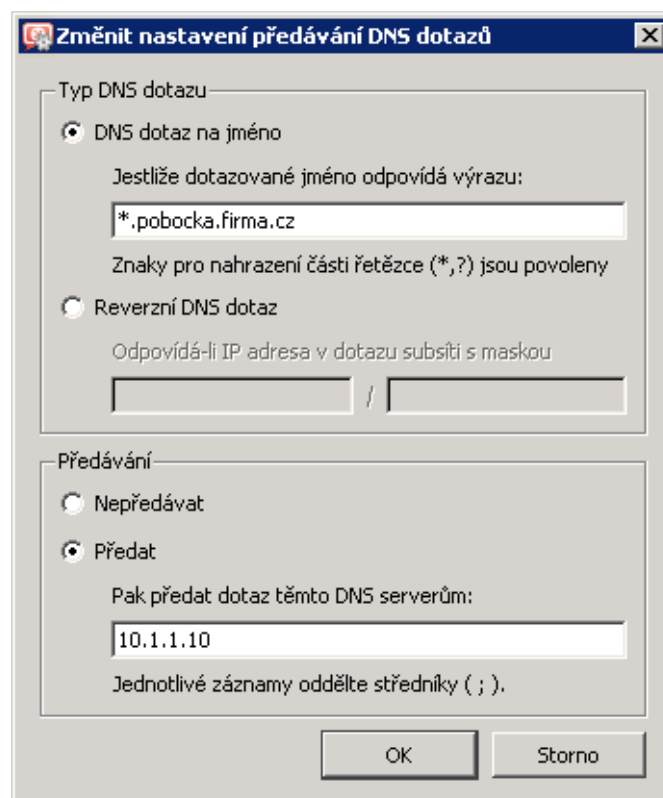 Změnit nastavení předávání DNS dotazů
Typ DNS dotazu
DNS dotaz na jméno
Jestliže dotazované jméno odpovídá výrazu:
*.pobocka.firma.cz
Znaky pro nahrazení části řetězce (*,?) jsou povoleny
Reverzní DNS dotaz
Odpovídá-li IP adresa v dotazu subsíti s maskou
/
Předávání
Nepředávat
Předat
Pak předat dotaz těmto DNS serverům:
10.1.1.10
Jednotlivé záznamy oddělte středníky ( ; ).
OK Storno